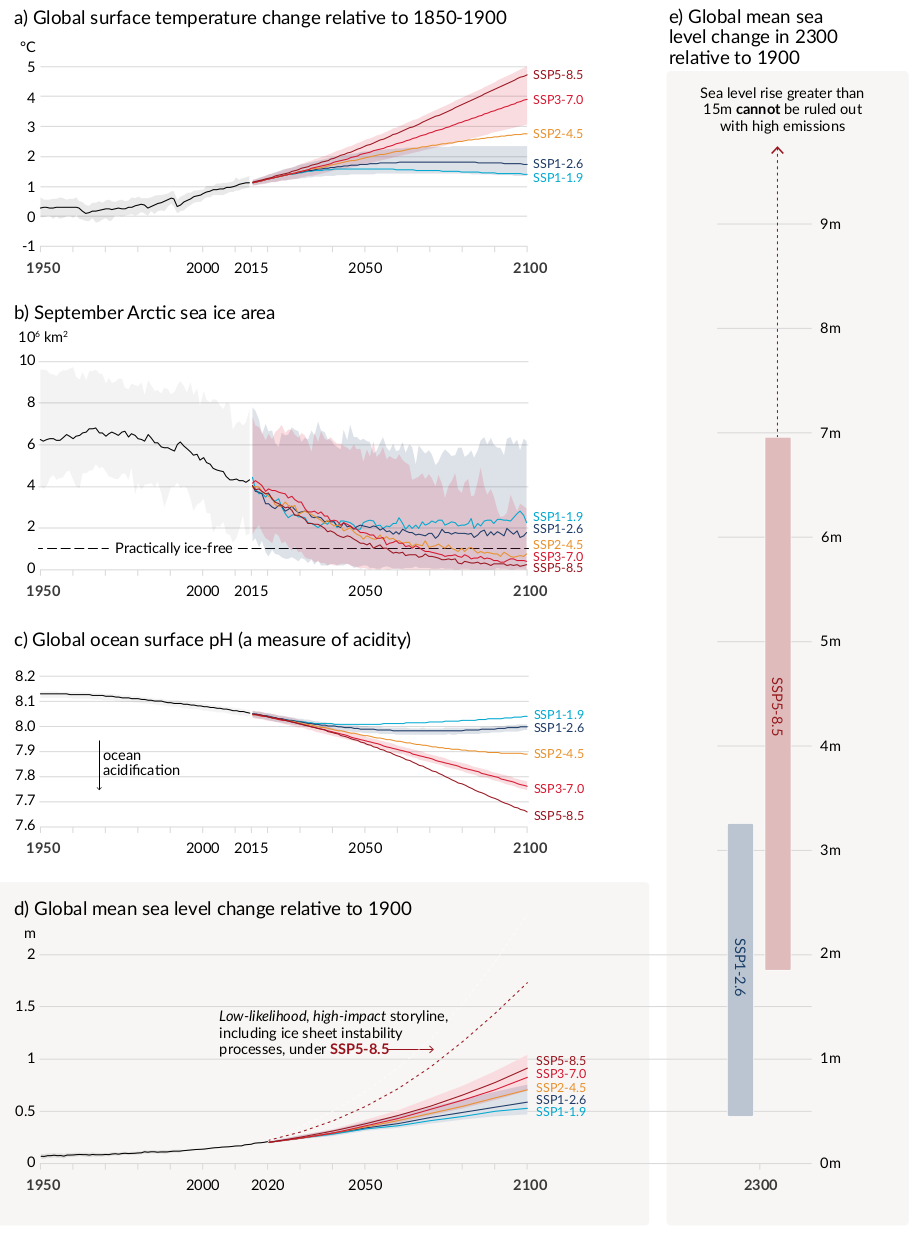 a) Global surface temperature change relative to 1850-1900
°C
5
4
3
2
1
0
-1
1950
2000
2015
2050
2100
SSP5-8.5
SSP3-7.0
SSP2-4.5
SSP1-2.6
SSP1-1.9
b) September Arctic sea ice area
10⁶ km²
10
8
6
4
2
0
Practically ice-free
1950
2000
2015
2050
2100
SSP1-1.9
SSP1-2.6
SSP2-4.5
SSP3-7.0
SSP5-8.5
c) Global ocean surface pH (a measure of acidity)
8.2
8.1
8.0
7.9
7.8
7.7
7.6
ocean
acidification
1950
2000
2015
2050
2100
SSP1-1.9
SSP1-2.6
SSP2-4.5
SSP3-7.0
SSP5-8.5
d) Global mean sea level change relative to 1900
m
2
1.5
1
0.5
0
Low-likelihood, high-impact storyline,
including ice sheet instability
processes, under SSP5-8.5
1950
2000
2020
2050
2100
SSP5-8.5
SSP3-7.0
SSP2-4.5
SSP1-2.6
SSP1-1.9
e) Global mean sea
level change in 2300
relative to 1900
Sea level rise greater than
15m cannot be ruled out
with high emissions
9m
8m
7m
6m
5m
4m
3m
2m
1m
0m
SSP5-8.5
SSP1-2.6
2300